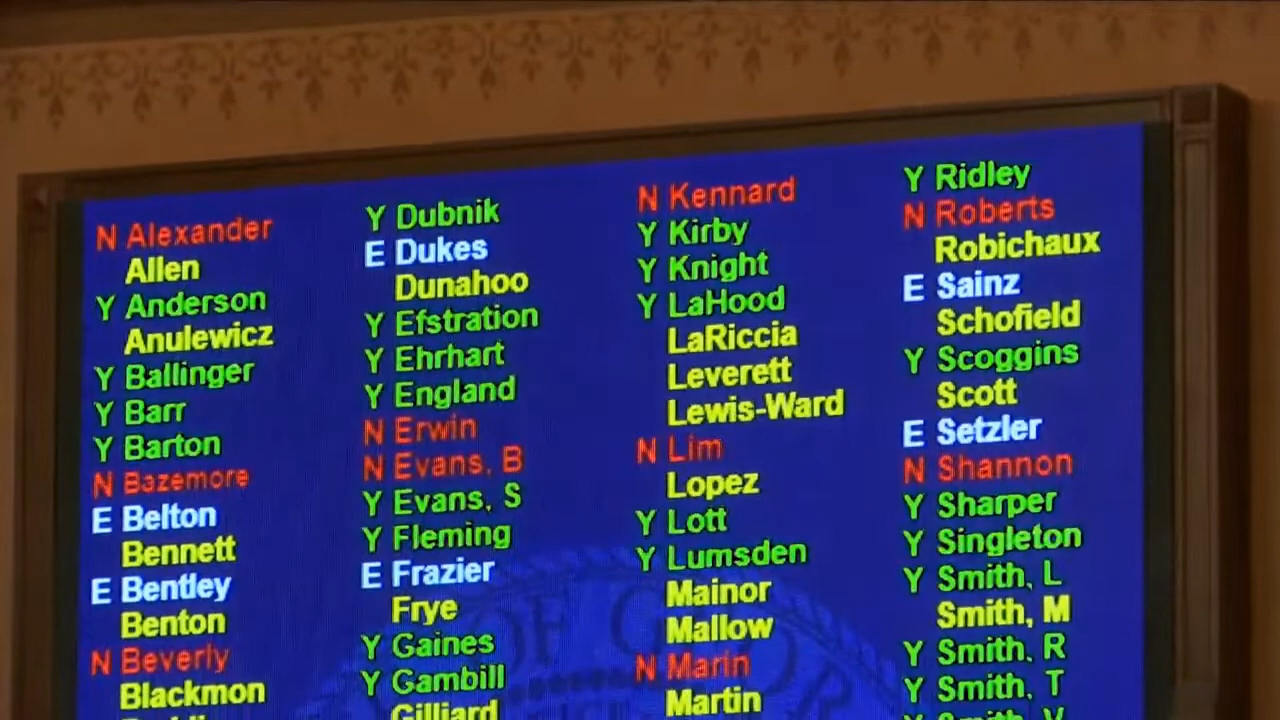 N Alexander
Allen
Y Anderson
Anulewicz
Y Ballinger
Y Barr
Y Barton
N Bazemore
E Belton
Bennett
E Bentley
Benton
N Beverly
Blackmon
Y Dubnik
E Dukes
Dunahoo
Y Efstration
Y Ehrhart
Y England
N Erwin
N Evans, B
Y Evans, S
Y Fleming
E Frazier
Frye
Y Gaines
Y Gambill
Gilliard
N Kennard
Y Kirby
Y Knight
Y LaHood
LaRiccia
Leverett
Lewis-Ward
N Lim
Lopez
Y Lott
Y Lumsden
Mainor
Mallow
N Marin
Martin
Y Ridley
N Roberts
Robichaux
E Sainz
Schofield
Y Scoggins
Scott
E Setzler
N Shannon
Y Sharper
Y Singleton
Y Smith, L
Smith, M
Y Smith, R
Y Smith, T
Y Smith, V
OF